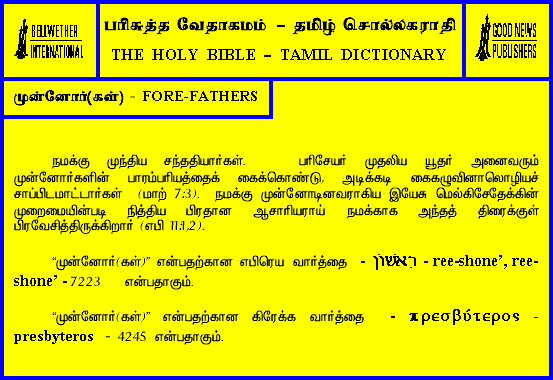 BELLWETHER
INTERNATIONAL
பரிசுத்த வேதாகமம் – தமிழ் சொல்லகராதி
THE HOLY BIBLE – TAMIL DICTIONARY
GOOD NEWS
PUBLISHERS
முன்னோர்(கள்) - FORE-FATHERS
நமக்கு முந்திய சந்ததியார்கள். பரிசேயர் முதலிய யூதர் அனைவரும்
முன்னோர்களின் பாரம்பரியத்தைக் கைக்கொண்டு, அடிக்கடி கைகழுவினாலொழியச்
சாப்பிடமாட்டார்கள் (மாற் 7:3). நமக்கு முன்னோடினவராகிய இயேசு மெல்கிசேதேக்கின்
முறைமையின்படி நித்திய பிரதான ஆசாரியராய் நமக்காக அந்தத் திரைக்குள்
பிரவேசித்திருக்கிறார் (எபி 11:1,2).
“முன்னோர்(கள்)” என்பதற்கான எபிரெய வார்த்தை - ראשׁון - ree-shone’, ree-
shone’ - 7223 என்பதாகும்.
“முன்னோர்(கள்)” என்பதற்கான கிரேக்க வார்த்தை - πρεσβύτερος -
presbyteros - 4245 என்பதாகும்.